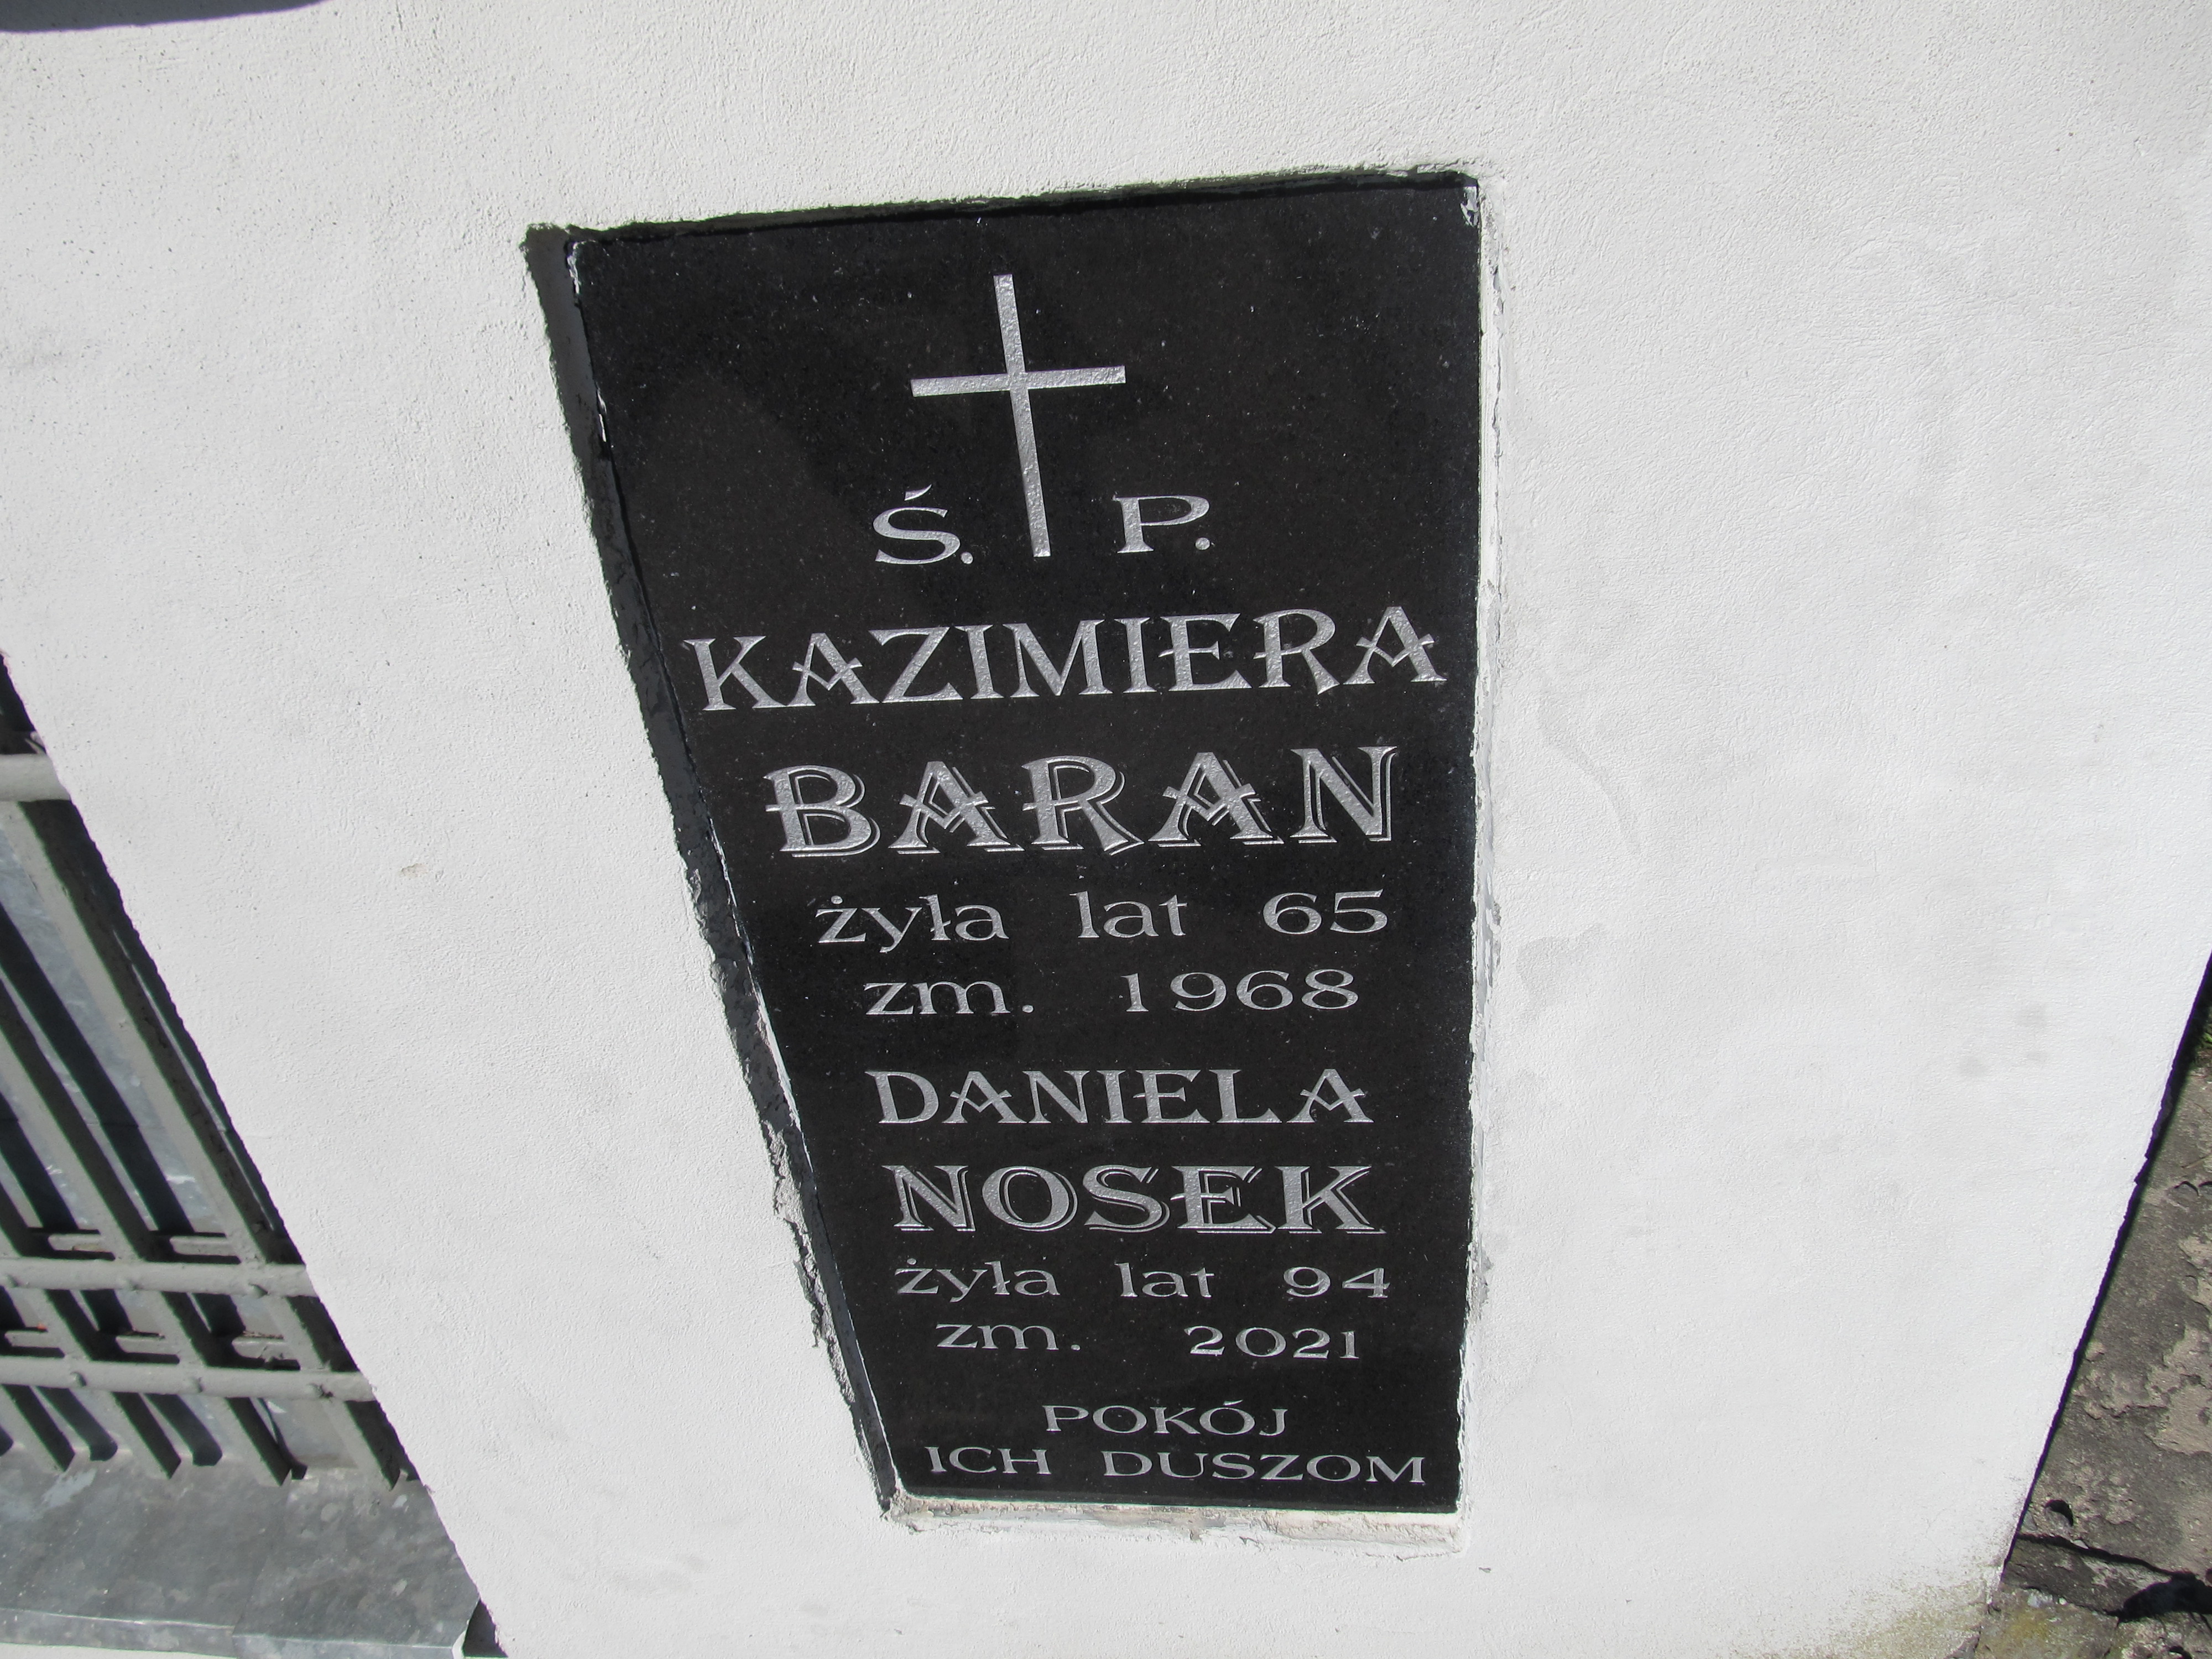 Ś. P.
KAZIMIERA
BARAN
żyła lat 65
zm. 1968
DANIELA
NOSEK
żyła lat 94
zm. 2021
POKÓJ
ICH DUSZOM